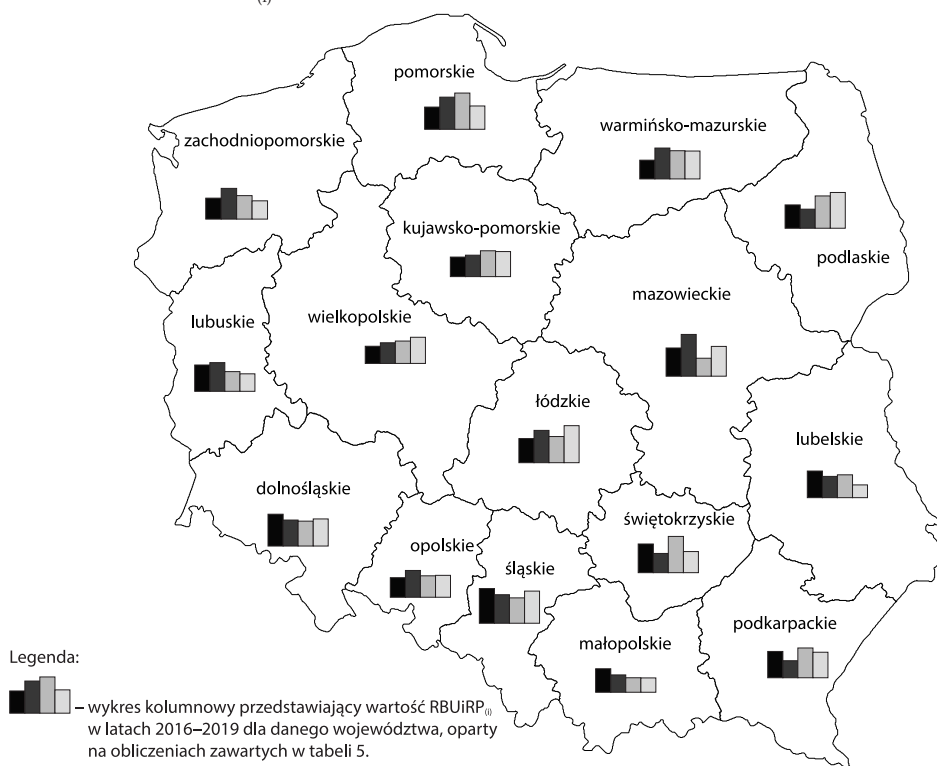 (i)
pomorskie
warmińsko-mazurskie
zachodniopomorskie
kujawsko-pomorskie
podlaskie
mazowieckie
lubuskie
wielkopolskie
łódzkie
lubelskie
dolnośląskie
świętokrzyskie
opolskie
śląskie
podkarpackie
małopolskie
Legenda:
– wykres kolumnowy przedstawiający wartość RBUiRP(i)
w latach 2016–2019 dla danego województwa, oparty
na obliczeniach zawartych w tabeli 5.